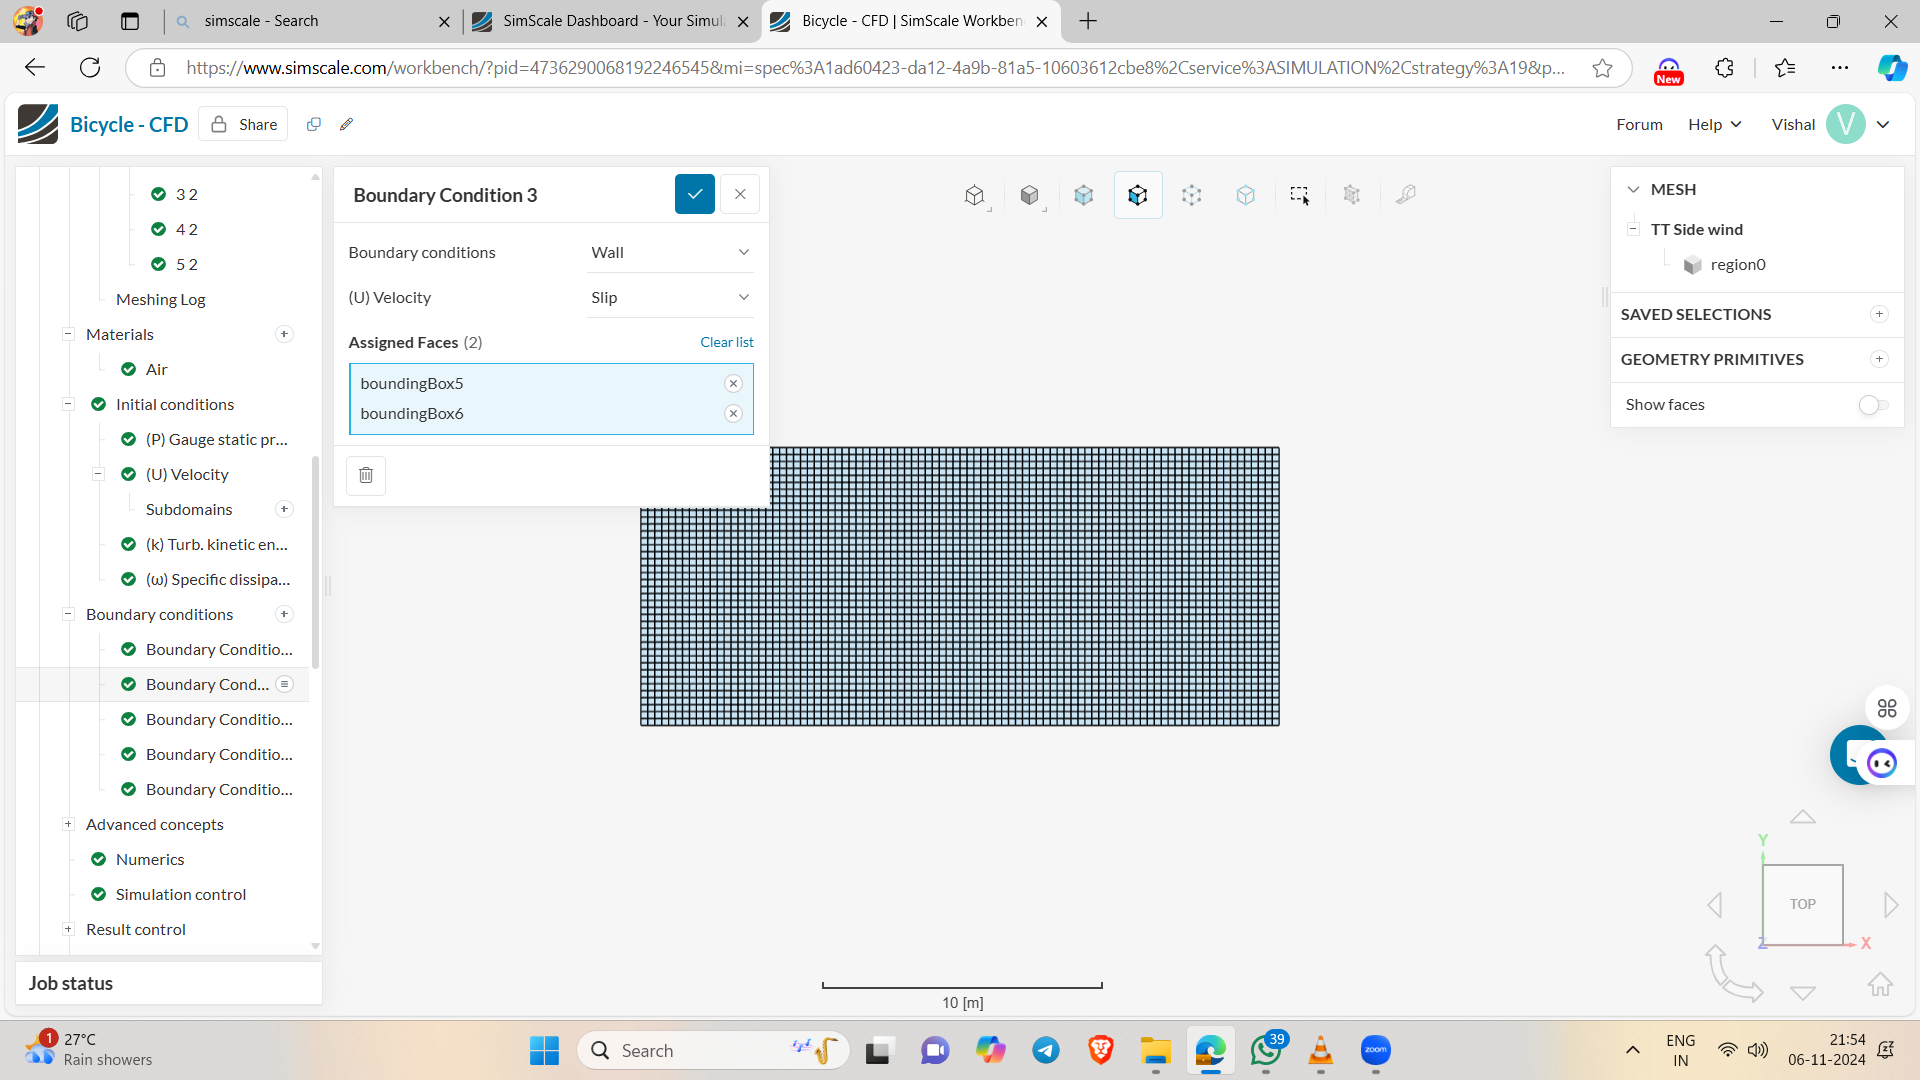 simscale - Search
SimScale Dashboard - Your Simul
Bicycle - CFD | SimScale Workben
https://www.simscale.com/workbench/?pid=4736290068192246545&mi=spec%3A1ad60423-da12-4a9b-81a5-10603612cbe8%2Cservice%3ASIMULATION%2Cstrategy%3A19&p...
New
Bicycle - CFD
Share
Forum
Help
Vishal
V
3 2
4 2
5 2
Meshing Log
Materials
Air
Initial conditions
(P) Gauge static pr...
(U) Velocity
Subdomains
(k) Turb. kinetic en...
(ω) Specific dissipa...
Boundary conditions
Boundary Conditio...
Boundary Cond...
Boundary Conditio...
Boundary Conditio...
Boundary Conditio...
Advanced concepts
Numerics
Simulation control
Result control
Job status
Boundary Condition 3
Boundary conditions
Wall
(U) Velocity
Slip
Assigned Faces (2)
Clear list
boundingBox5
boundingBox6
MESH
TT Side wind
region0
SAVED SELECTIONS
GEOMETRY PRIMITIVES
Show faces
Y
TOP
Z
X
10 [m]
1
27°C
Rain showers
Search
39
zoom
ENG
IN
21:54
06-11-2024